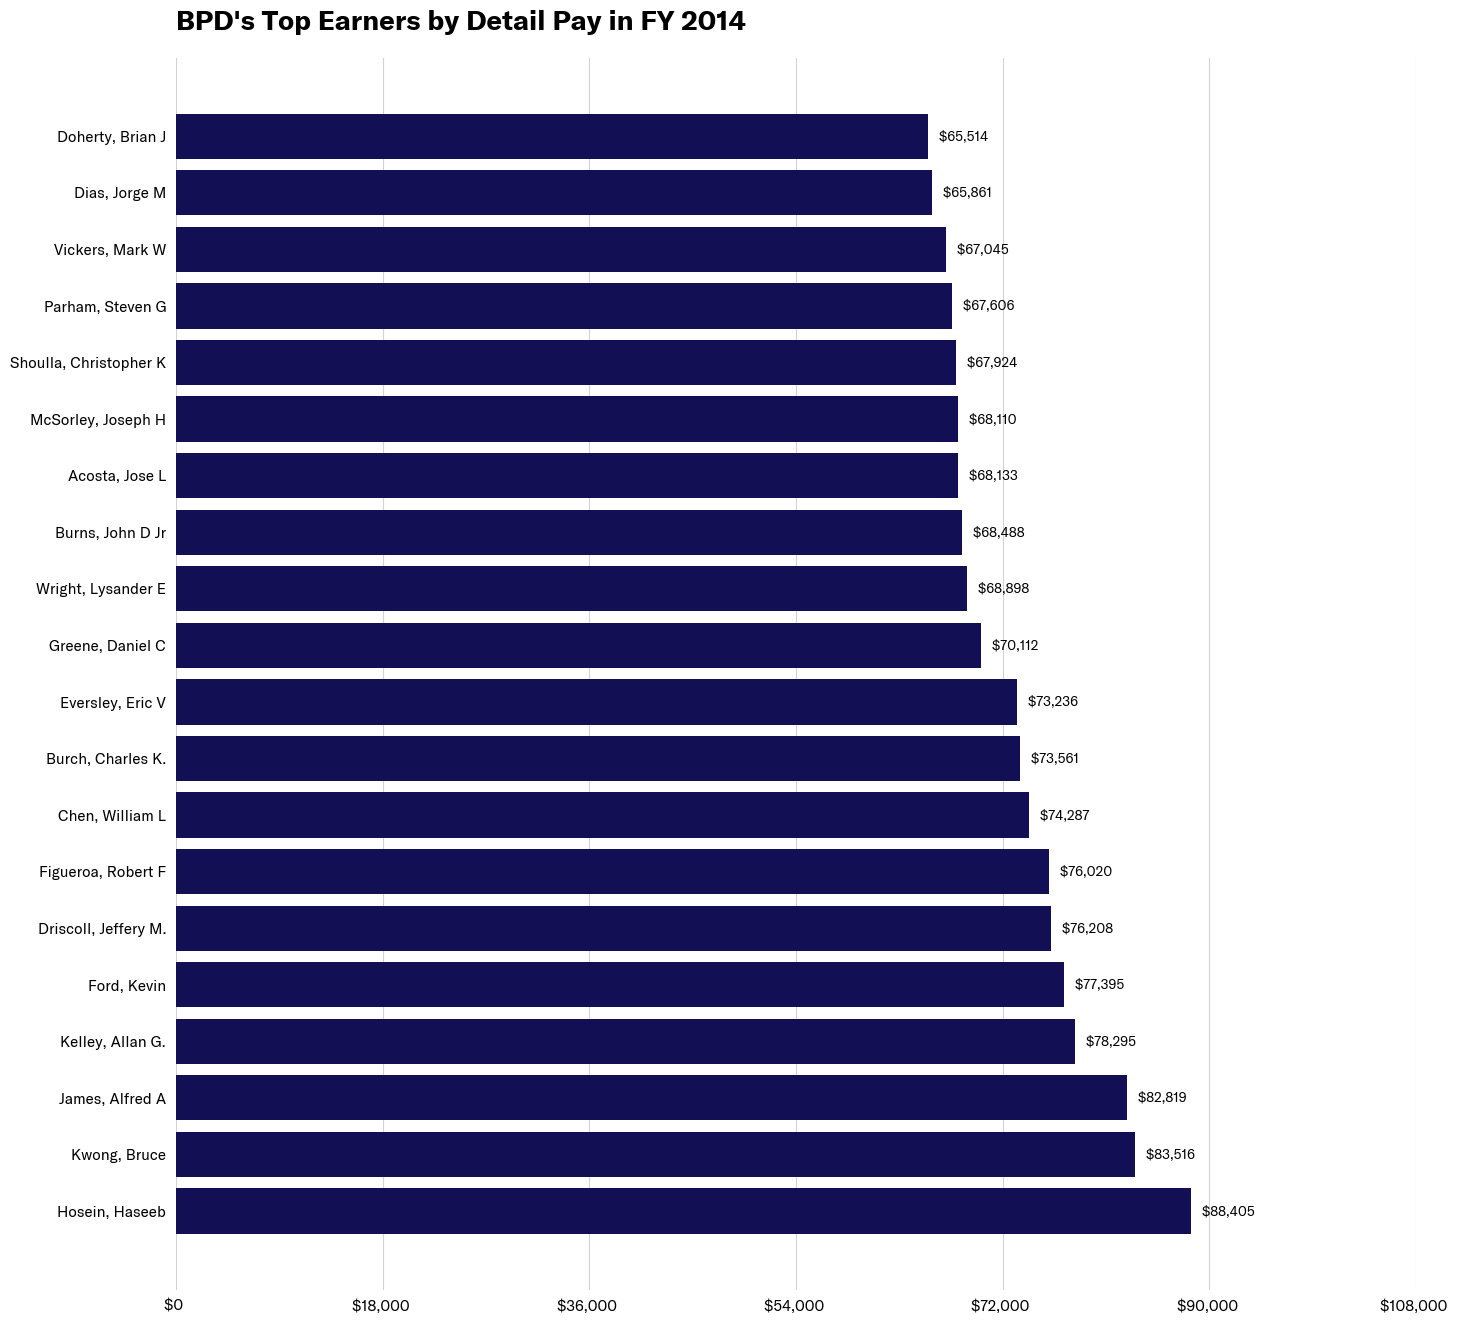 BPD's Top Earners by Detail Pay in FY 2014
Doherty, Brian J $65,514
Dias, Jorge M $65,861
Vickers, Mark W $67,045
Parham, Steven G $67,606
Shoulla, Christopher K $67,924
McSorley, Joseph H $68,110
Acosta, Jose L $68,133
Burns, John D Jr $68,488
Wright, Lysander E $68,898
Greene, Daniel C $70,112
Eversley, Eric V $73,236
Burch, Charles K. $73,561
Chen, William L $74,287
Figueroa, Robert F $76,020
Driscoll, Jeffery M. $76,208
Ford, Kevin $77,395
Kelley, Allan G. $78,295
James, Alfred A $82,819
Kwong, Bruce $83,516
Hosein, Haseeb $88,405
$0 $18,000 $36,000 $54,000 $72,000 $90,000 $108,000